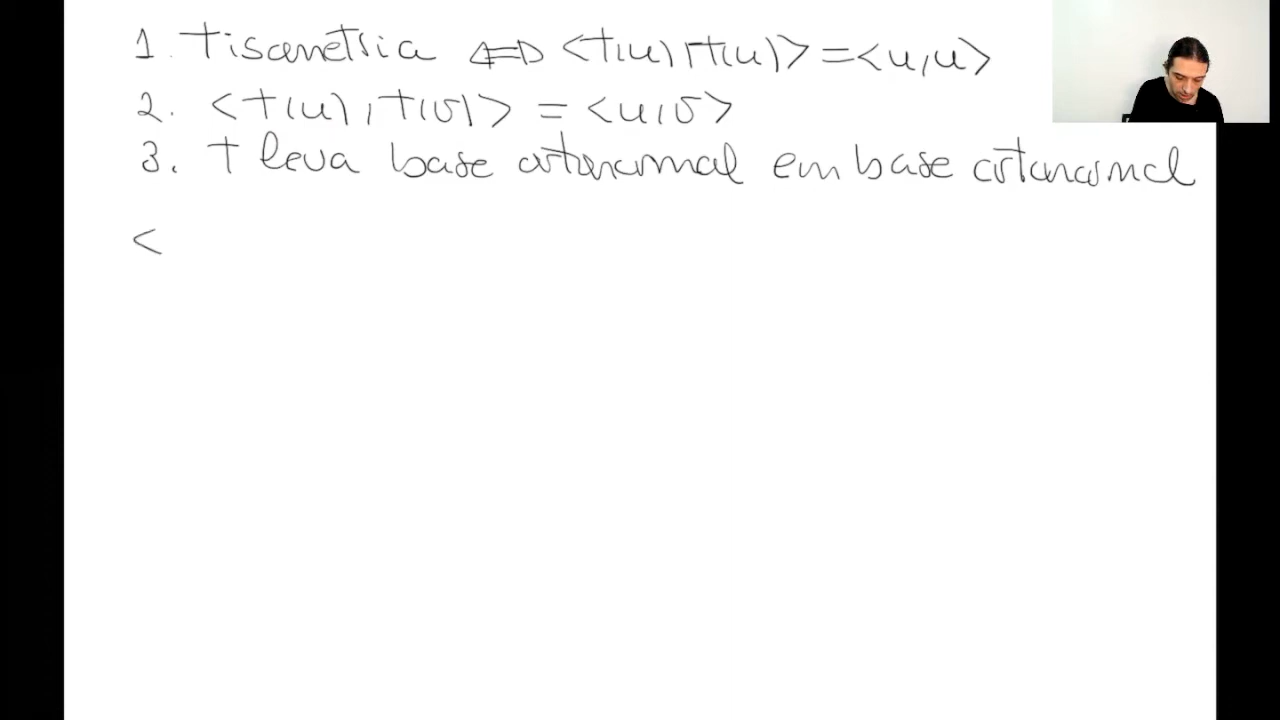 1. T isometria ⇔ <T(u), T(u)> = <u,u>
2. <T(u), T(v)> = <u,v>
3. T leva base ortonormal em base ortonormal
<